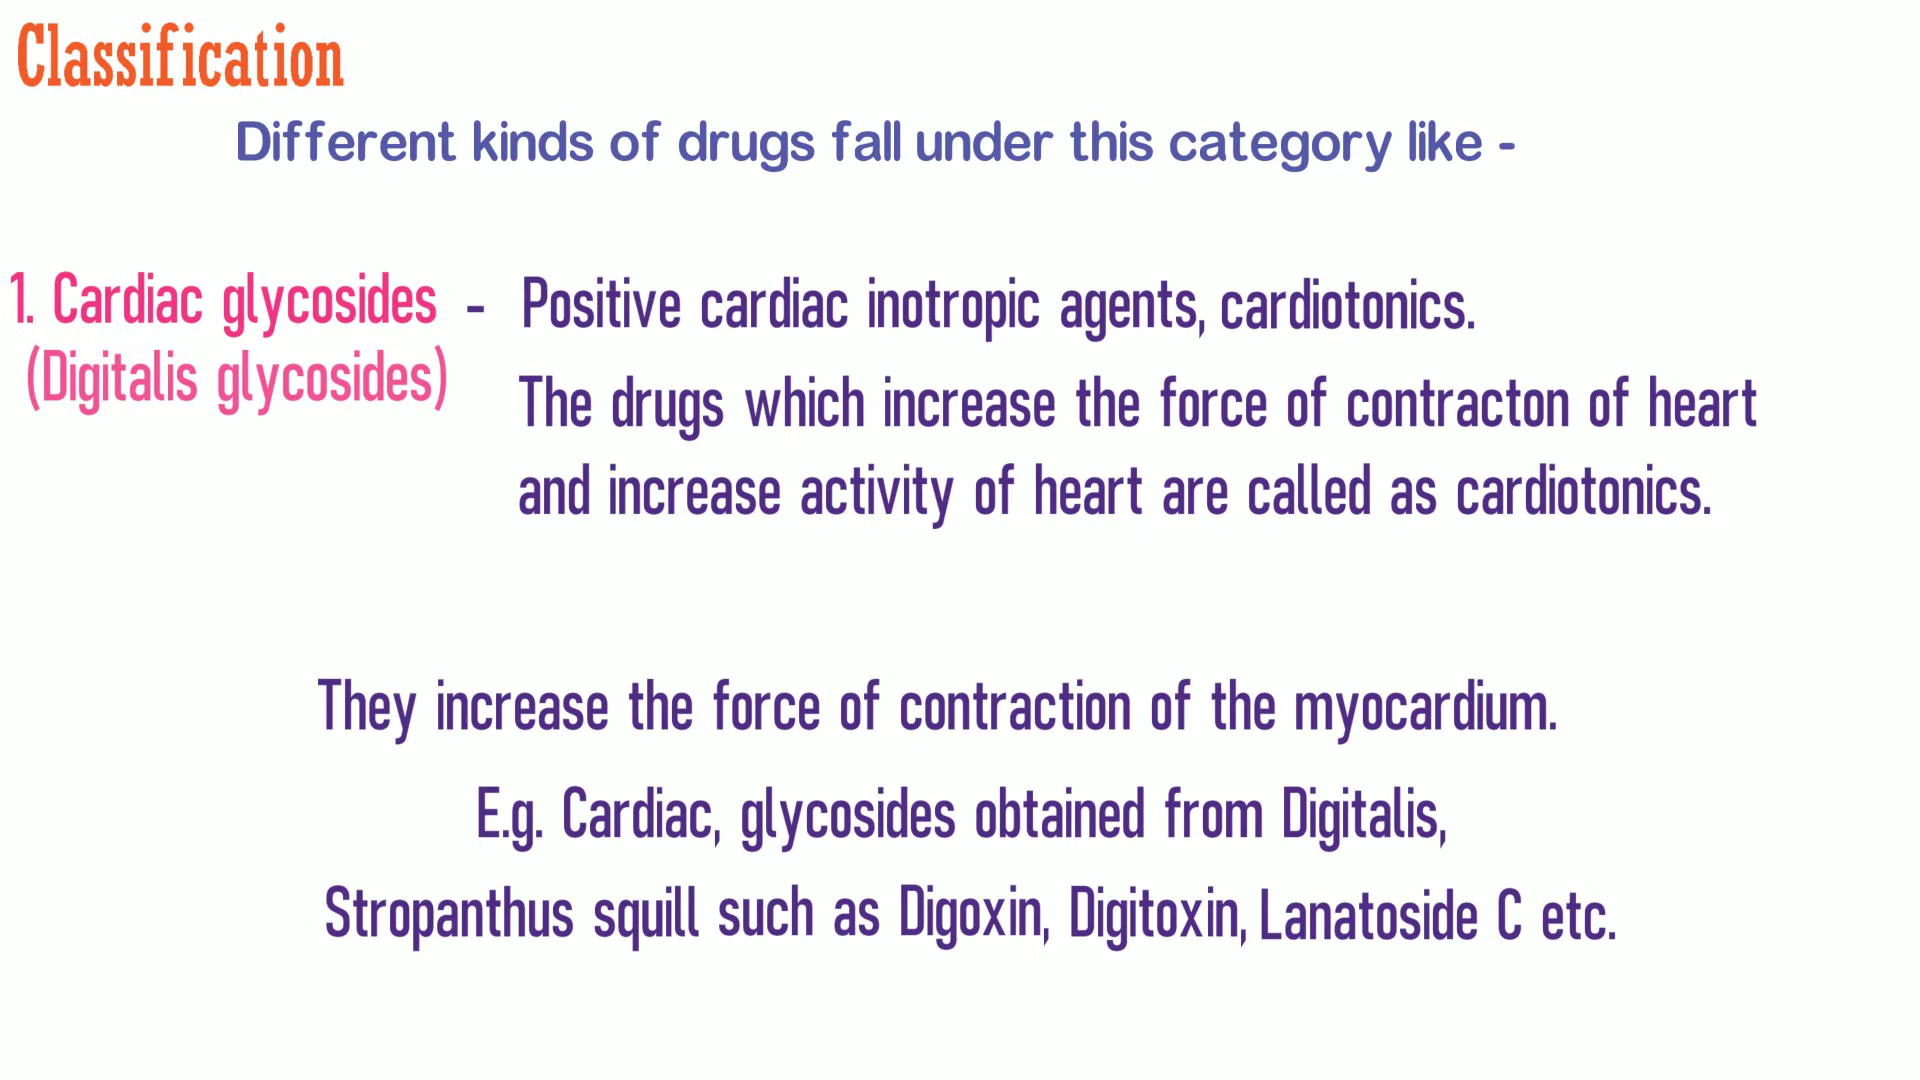 Classification
Different kinds of drugs fall under this category like -
1. Cardiac glycosides - Positive cardiac inotropic agents, cardiotonics.
(Digitalis glycosides)
The drugs which increase the force of contracton of heart
and increase activity of heart are called as cardiotonics.
They increase the force of contraction of the myocardium.
E.g. Cardiac, glycosides obtained from Digitalis,
Stropanthus squill such as Digoxin, Digitoxin, Lanatoside C etc.